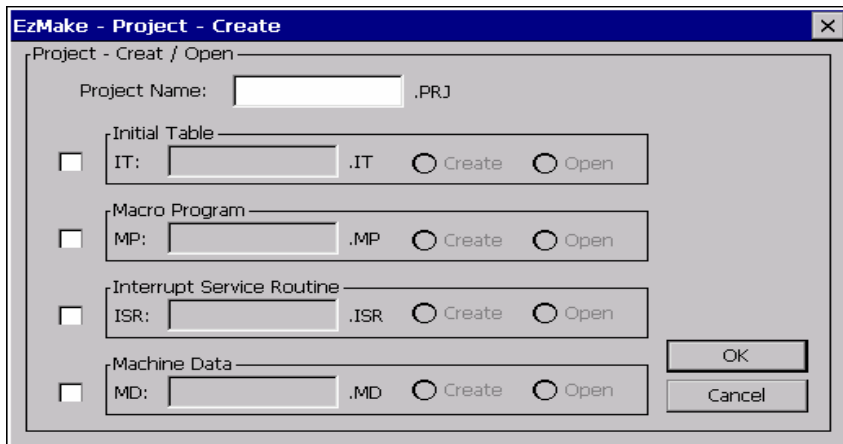 EzMake - Project - Create
Project - Creat / Open
Project Name: .PRJ
Initial Table
IT: .IT Create Open
Macro Program
MP: .MP Create Open
Interrupt Service Routine
ISR: .ISR Create Open
OK
Machine Data
MD: .MD Create Open
Cancel